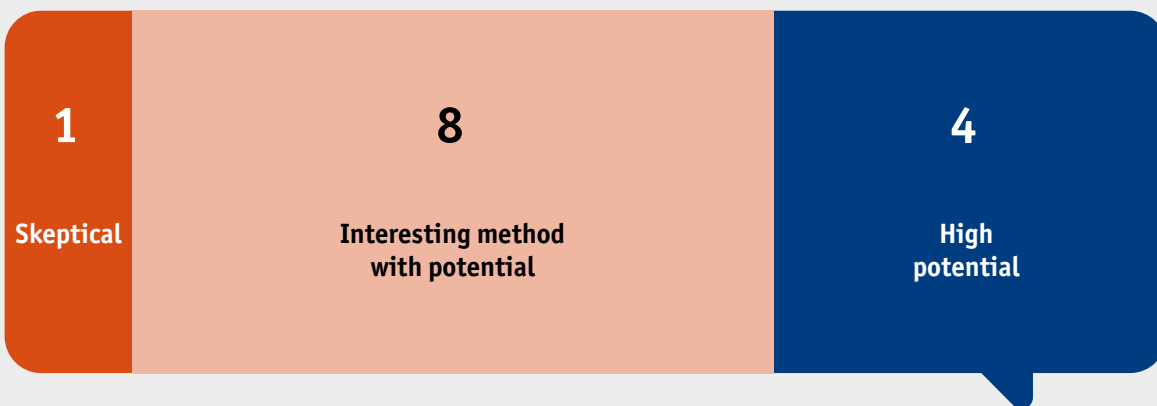 1
Skeptical
8
Interesting method
with potential
4
High
potential